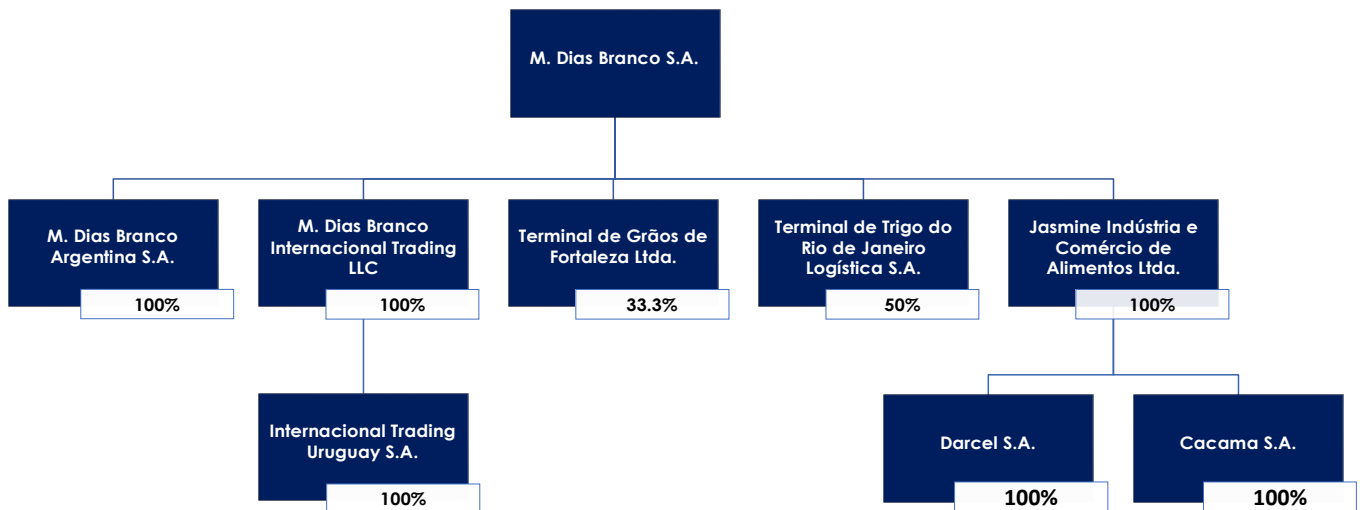 M. Dias Branco S.A.
M. Dias Branco
Argentina S.A.
100%
M. Dias Branco
Internacional Trading
LLC
100%
Terminal de Grãos de
Fortaleza Ltda.
33.3%
Terminal de Trigo do
Rio de Janeiro
Logística S.A.
50%
Jasmine Indústria e
Comércio de
Alimentos Ltda.
100%
Internacional Trading
Uruguay S.A.
100%
Darcel S.A.
100%
Cacama S.A.
100%